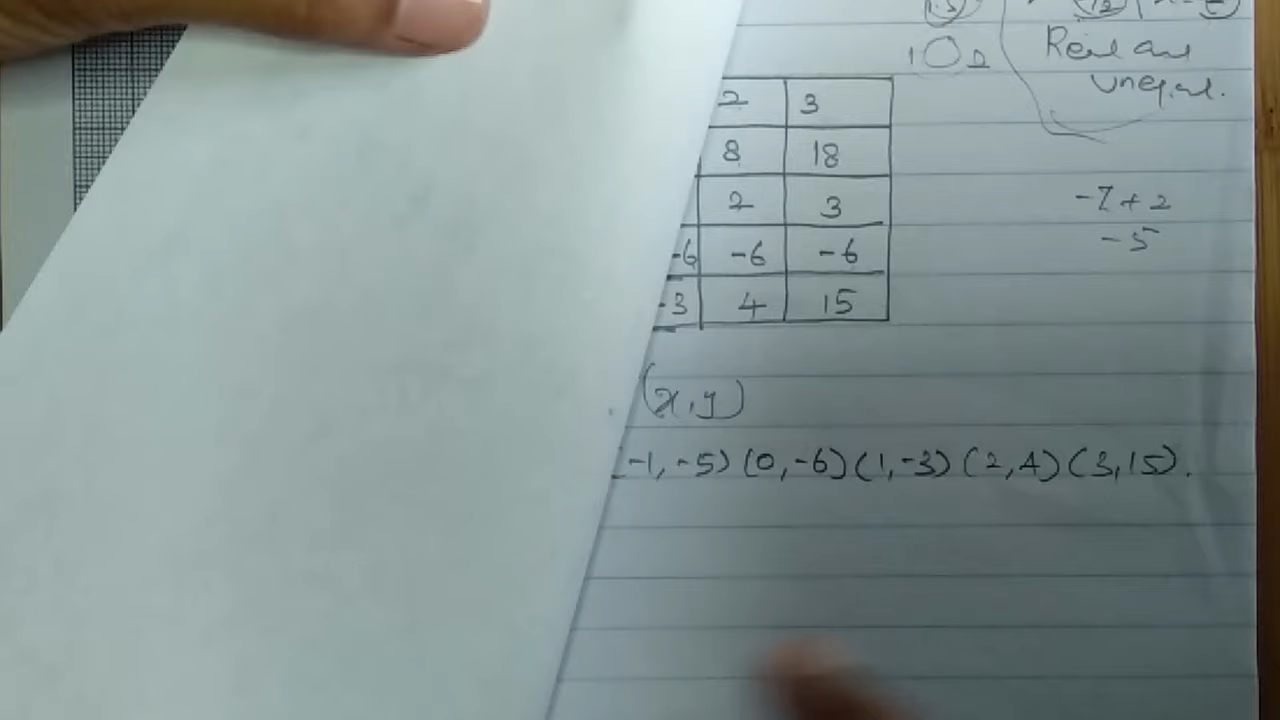 Real and
unequal.
2 3
8 18
2 3
-6 -6 -6
-3 4 15
-7+2
-5
(x,y)
(-1,-5) (0,-6) (1,-3) (2,4) (3,15).